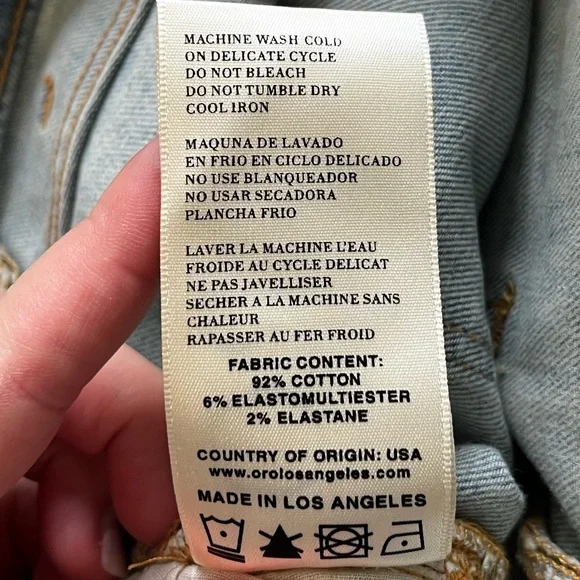 MACHINE WASH COLD
ON DELICATE CYCLE
DO NOT BLEACH
DO NOT TUMBLE DRY
COOL IRON
MAQUNA DE LAVADO
EN FRIO EN CICLO DELICADO
NO USE BLANQUEADOR
NO USAR SECADORA
PLANCHA FRIO
LAVER LA MACHINE L'EAU
FROIDE AU CYCLE DELICAT
NE PAS JAVELLISER
SECHER A LA MACHINE SANS
CHALEUR
RAPASSER AU FER FROID
FABRIC CONTENT:
92% COTTON
6% ELASTOMULTIESTER
2% ELASTANE
COUNTRY OF ORIGIN: USA
www.orolosangeles.com
MADE IN LOS ANGELES